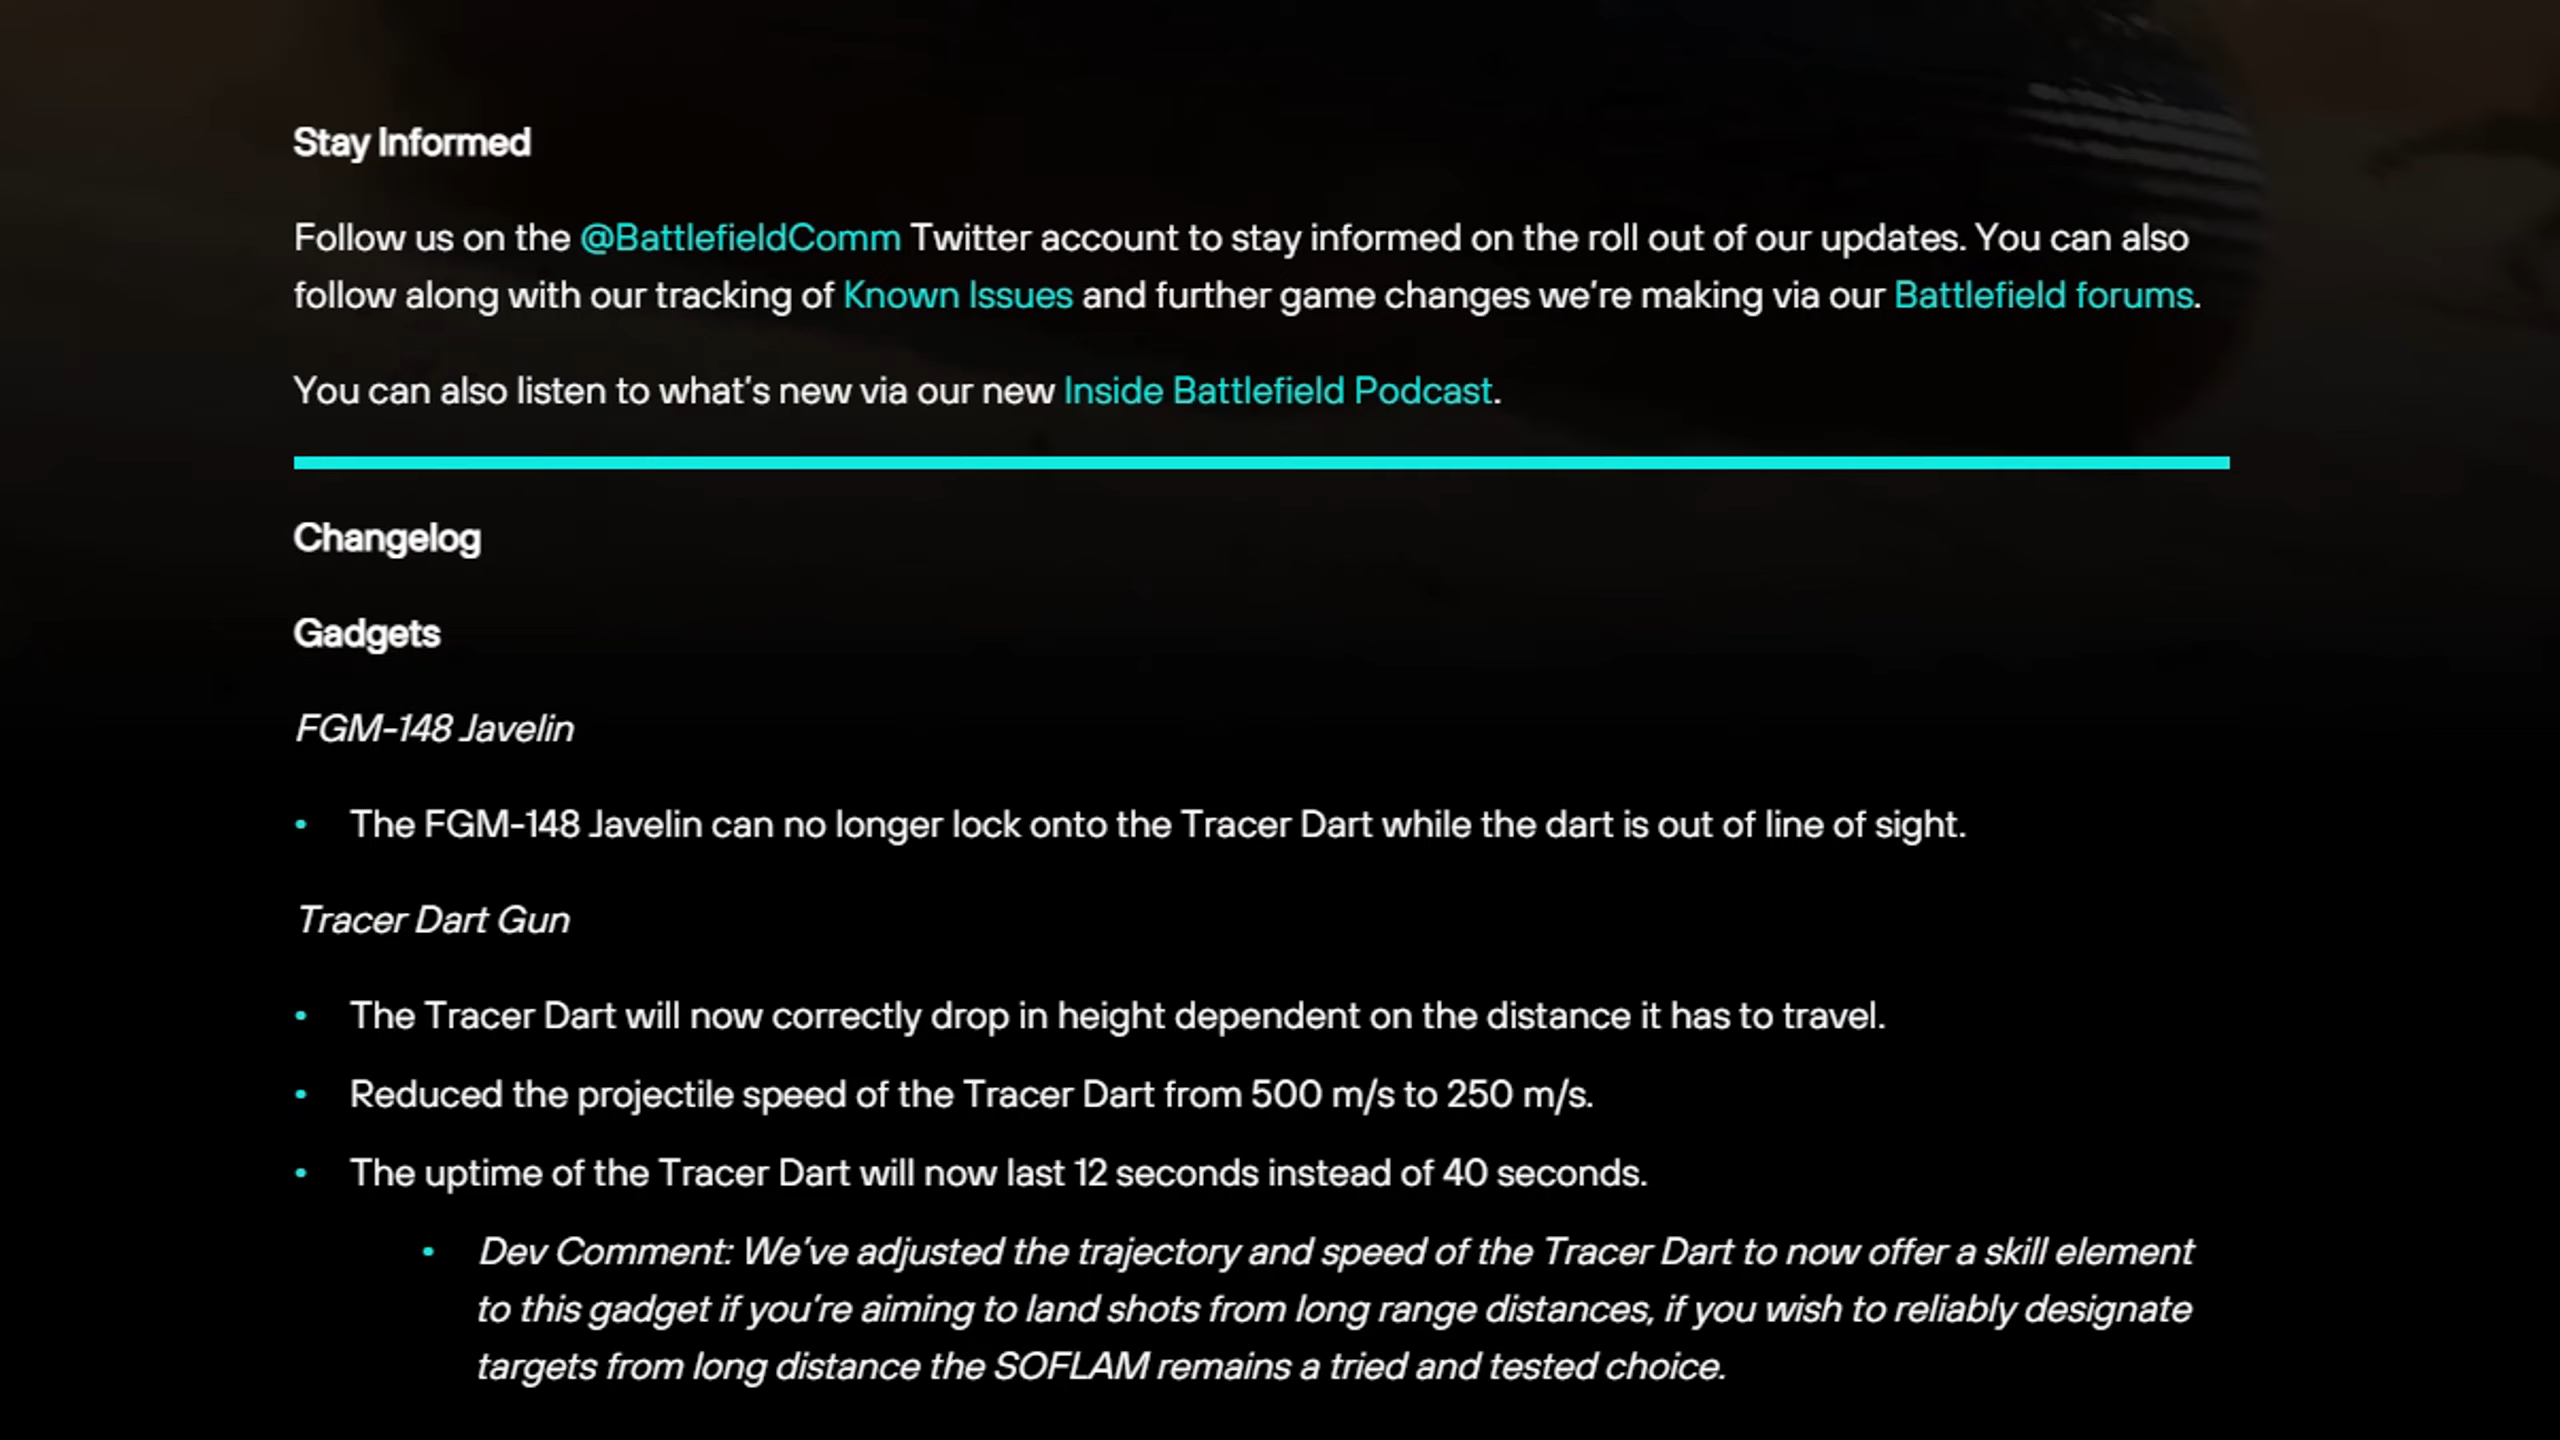 Stay Informed
Follow us on the @BattlefieldComm Twitter account to stay informed on the roll out of our updates. You can also
follow along with our tracking of Known Issues and further game changes we're making via our Battlefield forums.
You can also listen to what's new via our new Inside Battlefield Podcast.
Changelog
Gadgets
FGM-148 Javelin
• The FGM-148 Javelin can no longer lock onto the Tracer Dart while the dart is out of line of sight.
Tracer Dart Gun
• The Tracer Dart will now correctly drop in height dependent on the distance it has to travel.
• Reduced the projectile speed of the Tracer Dart from 500 m/s to 250 m/s.
• The uptime of the Tracer Dart will now last 12 seconds instead of 40 seconds.
• Dev Comment: We've adjusted the trajectory and speed of the Tracer Dart to now offer a skill element
to this gadget if you're aiming to land shots from long range distances, if you wish to reliably designate
targets from long distance the SOFLAM remains a tried and tested choice.